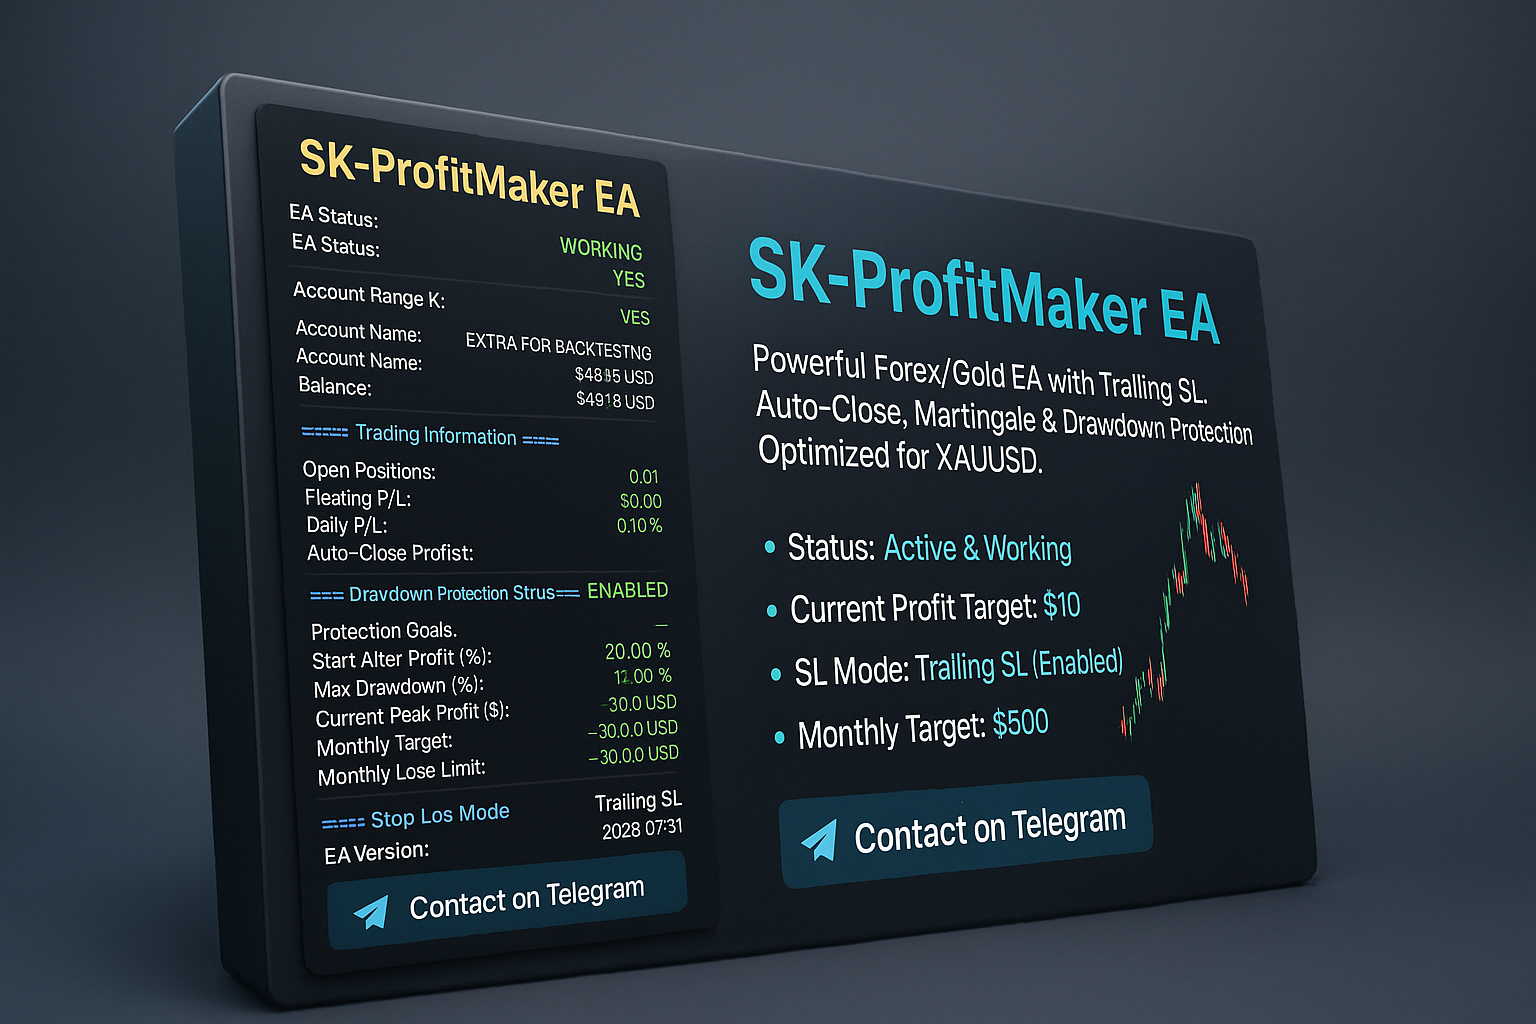 SK-ProfitMaker EA
EA Status:
WORKING
EA Status:
YES
Account Range K:
VES
Account Name:
EXTRA FOR BACKTESTNG
Account Name:
USD
Balance:
$4918 USD
===== Trading Information ====
Open Positions:
0.01
Fleating P/L:
$0.00
Daily P/L:
0.10 %
Auto-Close Profist:
=== Dravdown Protection Strus== ENABLED
Protection Goals.
—
Start Alter Profit (%):
20.00 %
Max Drawdown (%):
%
Current Peak Profit ($):
-30.0 USD
Monthly Target:
-30.0.0 USD
Monthly Lose Limit:
-30.0.0 USD
==== Stop Los Mode
Trailing SL
2028 07:31
EA Version:
Contact on Telegram
SK-ProfitMaker EA
Powerful Forex/Gold EA with Tralling SL.
Auto-Close, Martingale & Drawdown Protection
Optimized for XAUUSD.
• Status: Active & Working
• Current Profit Target: $10
• SL Mode: Trailing SL (Enabled)
• Monthly Target: $500
Contact on Telegram